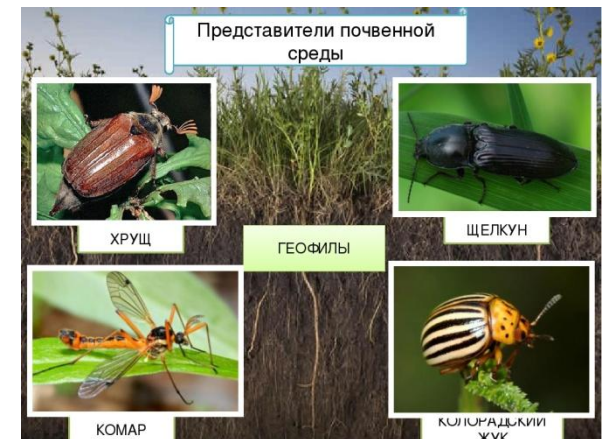 Представители почвенной
среды
ХРУЩ
ЩЕЛКУН
ГЕОФИЛЫ
КОМАР
КОЛОРАДСКИЙ
ЖУК